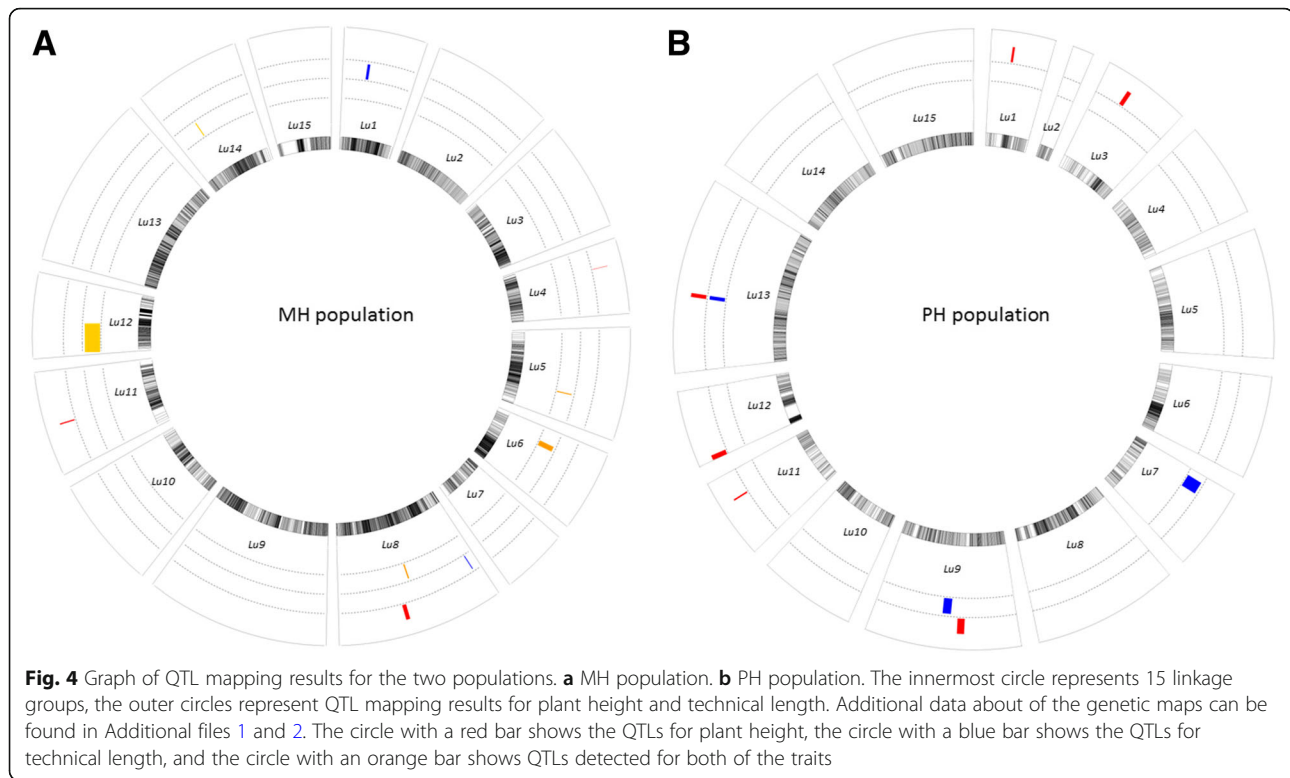 A
B
Lu1
Lu2
Lu3
Lu4
Lu5
Lu6
Lu7
Lu8
Lu9
Lu10
Lu11
Lu12
Lu13
Lu14
Lu15
MH population
Lu1
Lu2
Lu3
Lu4
Lu5
Lu6
Lu7
Lu8
Lu9
Lu10
Lu11
Lu12
Lu13
Lu14
Lu15
PH population
Fig. 4 Graph of QTL mapping results for the two populations. a MH population. b PH population. The innermost circle represents 15 linkage
groups, the outer circles represent QTL mapping results for plant height and technical length. Additional data about of the genetic maps can be
found in Additional files 1 and 2. The circle with a red bar shows the QTLs for plant height, the circle with a blue bar shows the QTLs for
technical length, and the circle with an orange bar shows QTLs detected for both of the traits